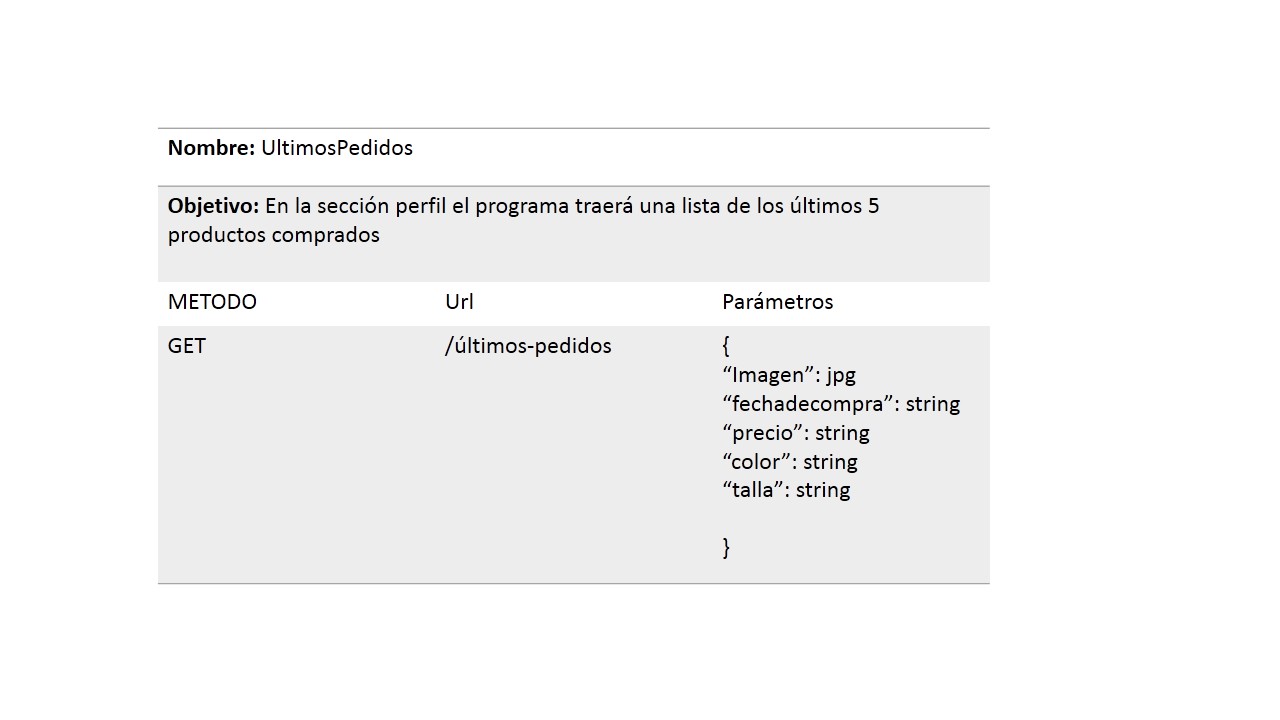 Nombre: UltimosPedidos
Objetivo: En la sección perfil el programa traerá una lista de los últimos 5
productos comprados
METODO Url Parámetros
GET /últimos-pedidos {
“Imagen”: jpg
“fechadecompra”: string
“precio”: string
“color”: string
“talla”: string
}